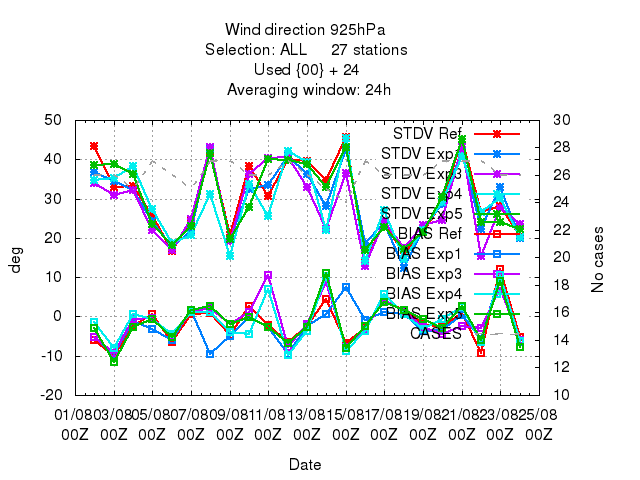 Wind direction 925hPa
Selection: ALL 27 stations
Used {00} + 24
Averaging window: 24h
50 30
40 28
30 26
20 24
10 22
0 20
-10 18
-20 16
14
12
10
deg
No cases
STDV Ref
STDV Exp1
STDV Exp3
STDV Exp4
STDV Exp5
BIAS Ref
BIAS Exp1
BIAS Exp3
BIAS Exp4
BIAS Exp5
CASES
01/08 03/08 05/08 07/08 09/08 11/08 13/08 15/08 17/08 19/08 21/08 23/08 25/08
00Z 00Z 00Z 00Z 00Z 00Z 00Z 00Z 00Z 00Z 00Z 00Z 00Z
Date